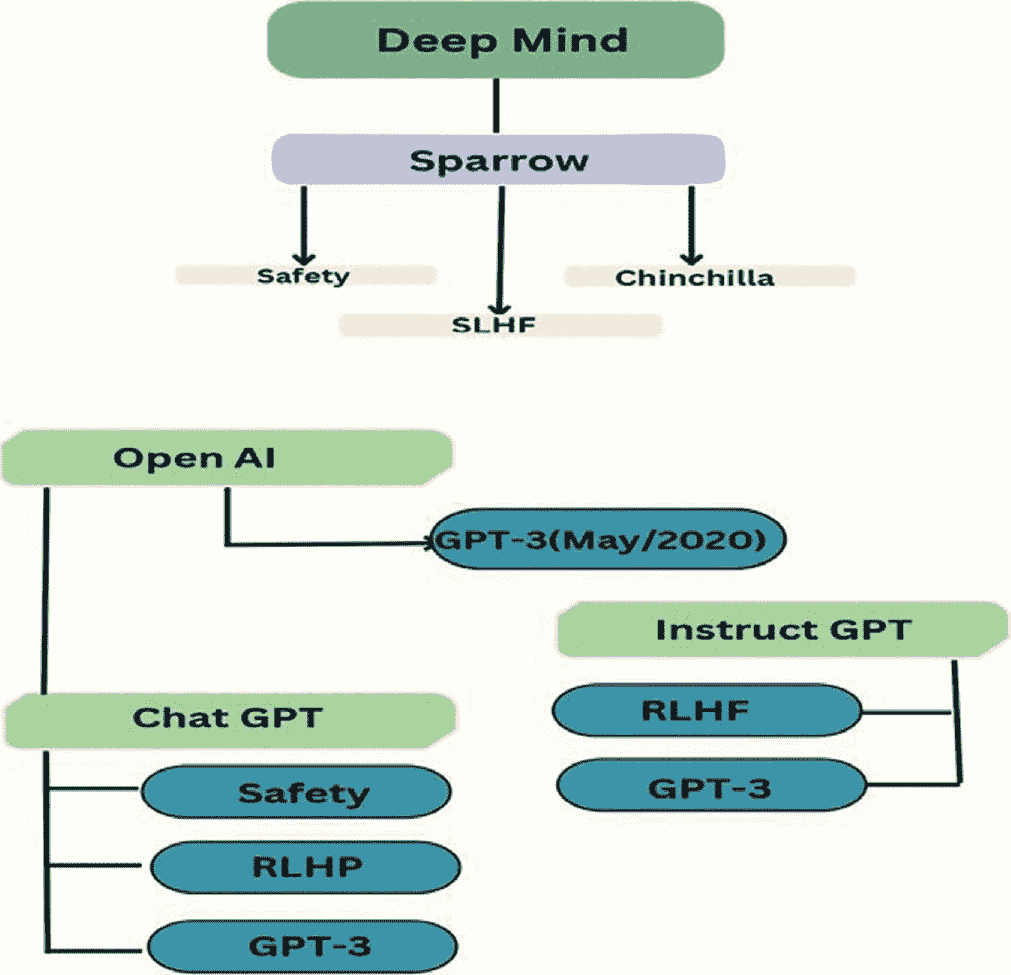 Deep Mind
Sparrow
Safety
Chinchilla
SLHF
Open AI
GPT-3(May/2020)
Instruct GPT
RLHF
GPT-3
Chat GPT
Safety
RLHP
GPT-3